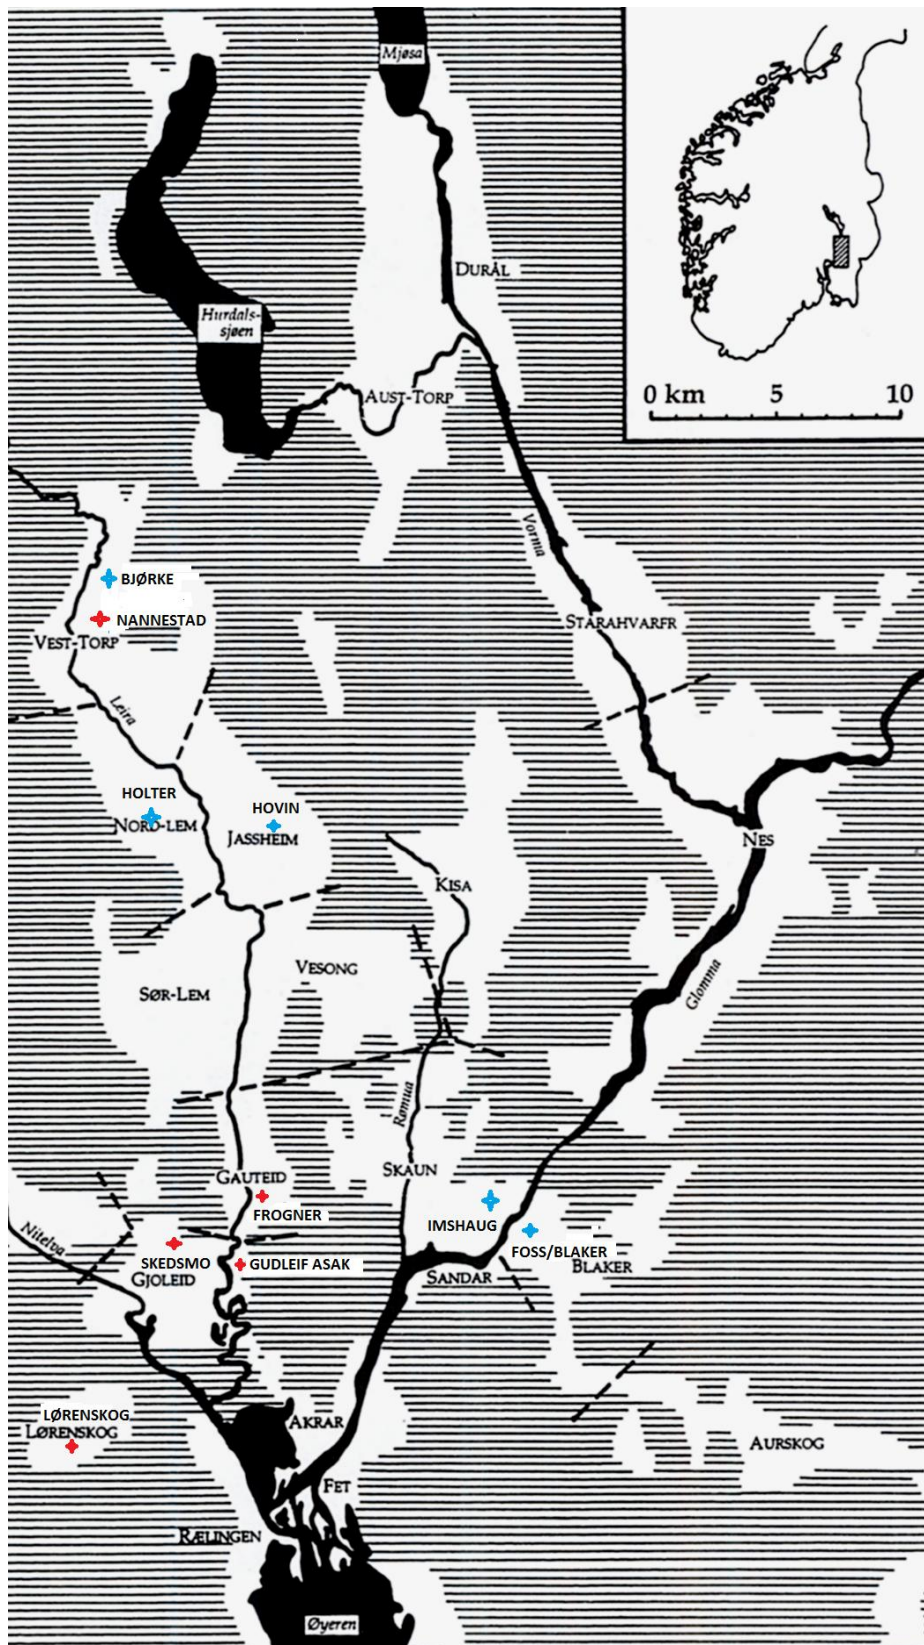 Mjøsa
0 km 5 10
DURÅL
Hurdals-
sjøen
AUST-TORP
Vorma
BJØRKE
NANNESTAD
STARAHVARFR
VEST-TORP
Leira
HOLTER
HOVIN
NORD-LEM
JASSHEIM
NES
KISA
VESONG
SØR-LEM
Glomma
Rømua
SKAUN
GAUTEID
FROGNER
IMSHAUG
Nitelva
FOSS/BLAKER
SKEDSMO
GUDLEIF ASAK
BLAKER
GJOLEID
SANDAR
LØRENSKOG
LØRENSKOG
AKRAR
AURSKOG
FET
RÆLINGEN
Øyeren